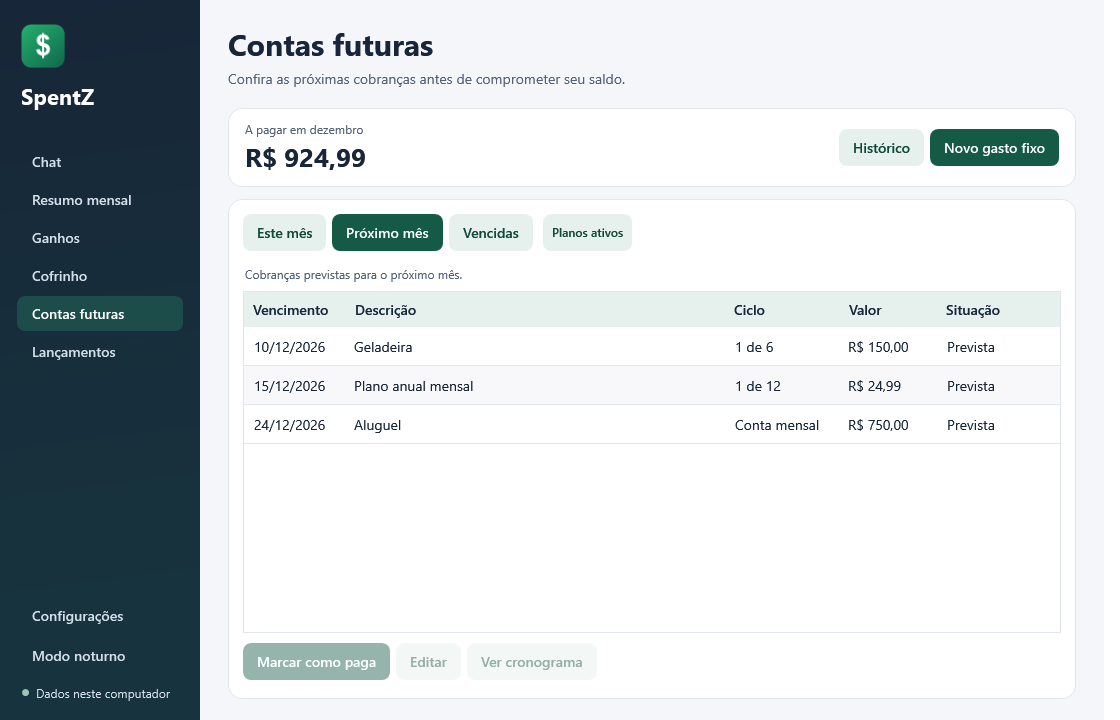 $
SpentZ
Chat
Resumo mensal
Ganhos
Cofrinho
Contas futuras
Lançamentos
Configurações
Modo noturno
Dados neste computador
Contas futuras
Confira as próximas cobranças antes de comprometer seu saldo.
A pagar em dezembro
R$ 924,99
Histórico Novo gasto fixo
Este mês Próximo mês Vencidas Planos ativos
Cobranças previstas para o próximo mês.
Vencimento Descrição Ciclo Valor Situação
10/12/2026 Geladeira 1 de 6 R$ 150,00 Prevista
15/12/2026 Plano anual mensal 1 de 12 R$ 24,99 Prevista
24/12/2026 Aluguel Conta mensal R$ 750,00 Prevista
Marcar como paga Editar Ver cronograma